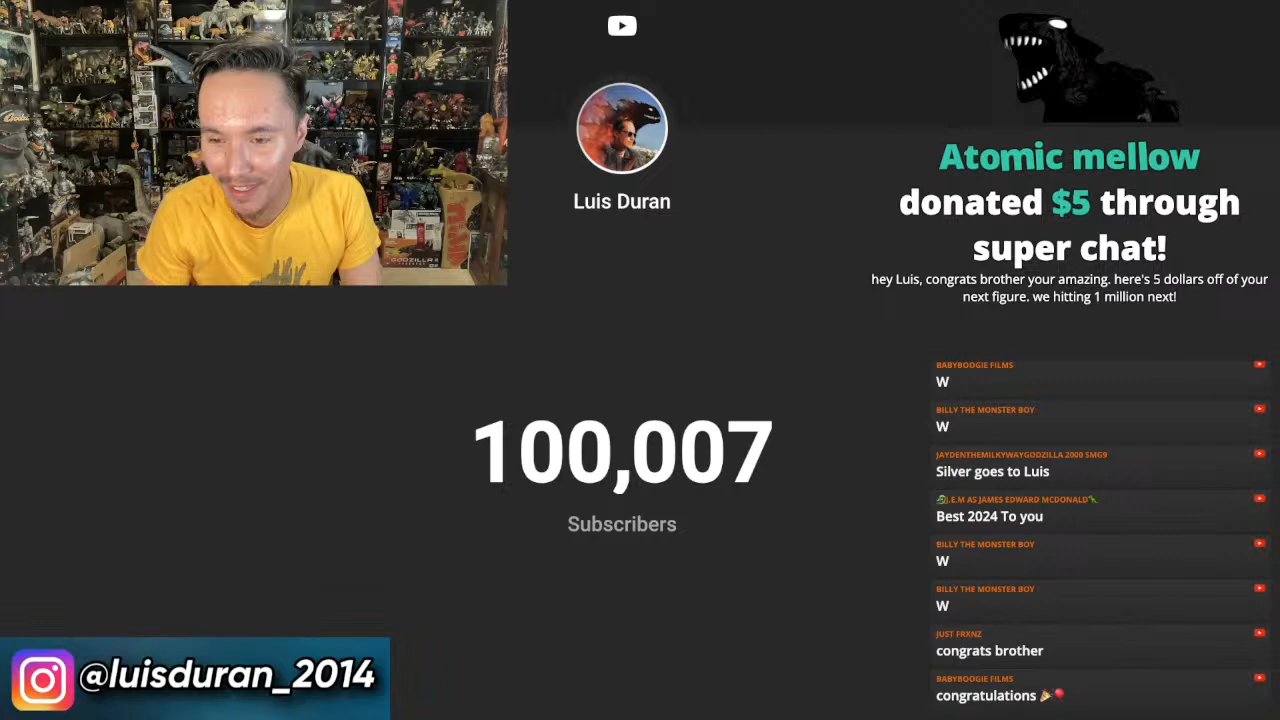 Luis Duran
100,007
Subscribers
Atomic mellow
donated $5 through
super chat!
hey Luis, congrats brother your amazing. here's 5 dollars off of your
next figure. we hitting 1 million next!
BABYBOOGIE FILMS
W
BILLY THE MONSTER BOY
W
JAYDENTHEMILKYWAYGODZILLA 2000 SMG9
Silver goes to Luis
J.E.M AS JAMES EDWARD MCDONALD
Best 2024 To you
BILLY THE MONSTER BOY
W
BILLY THE MONSTER BOY
W
JUST FRXNZ
congrats brother
BABYBOOGIE FILMS
congratulations 🎉🎈
@luisduran_2014
GODZILLA